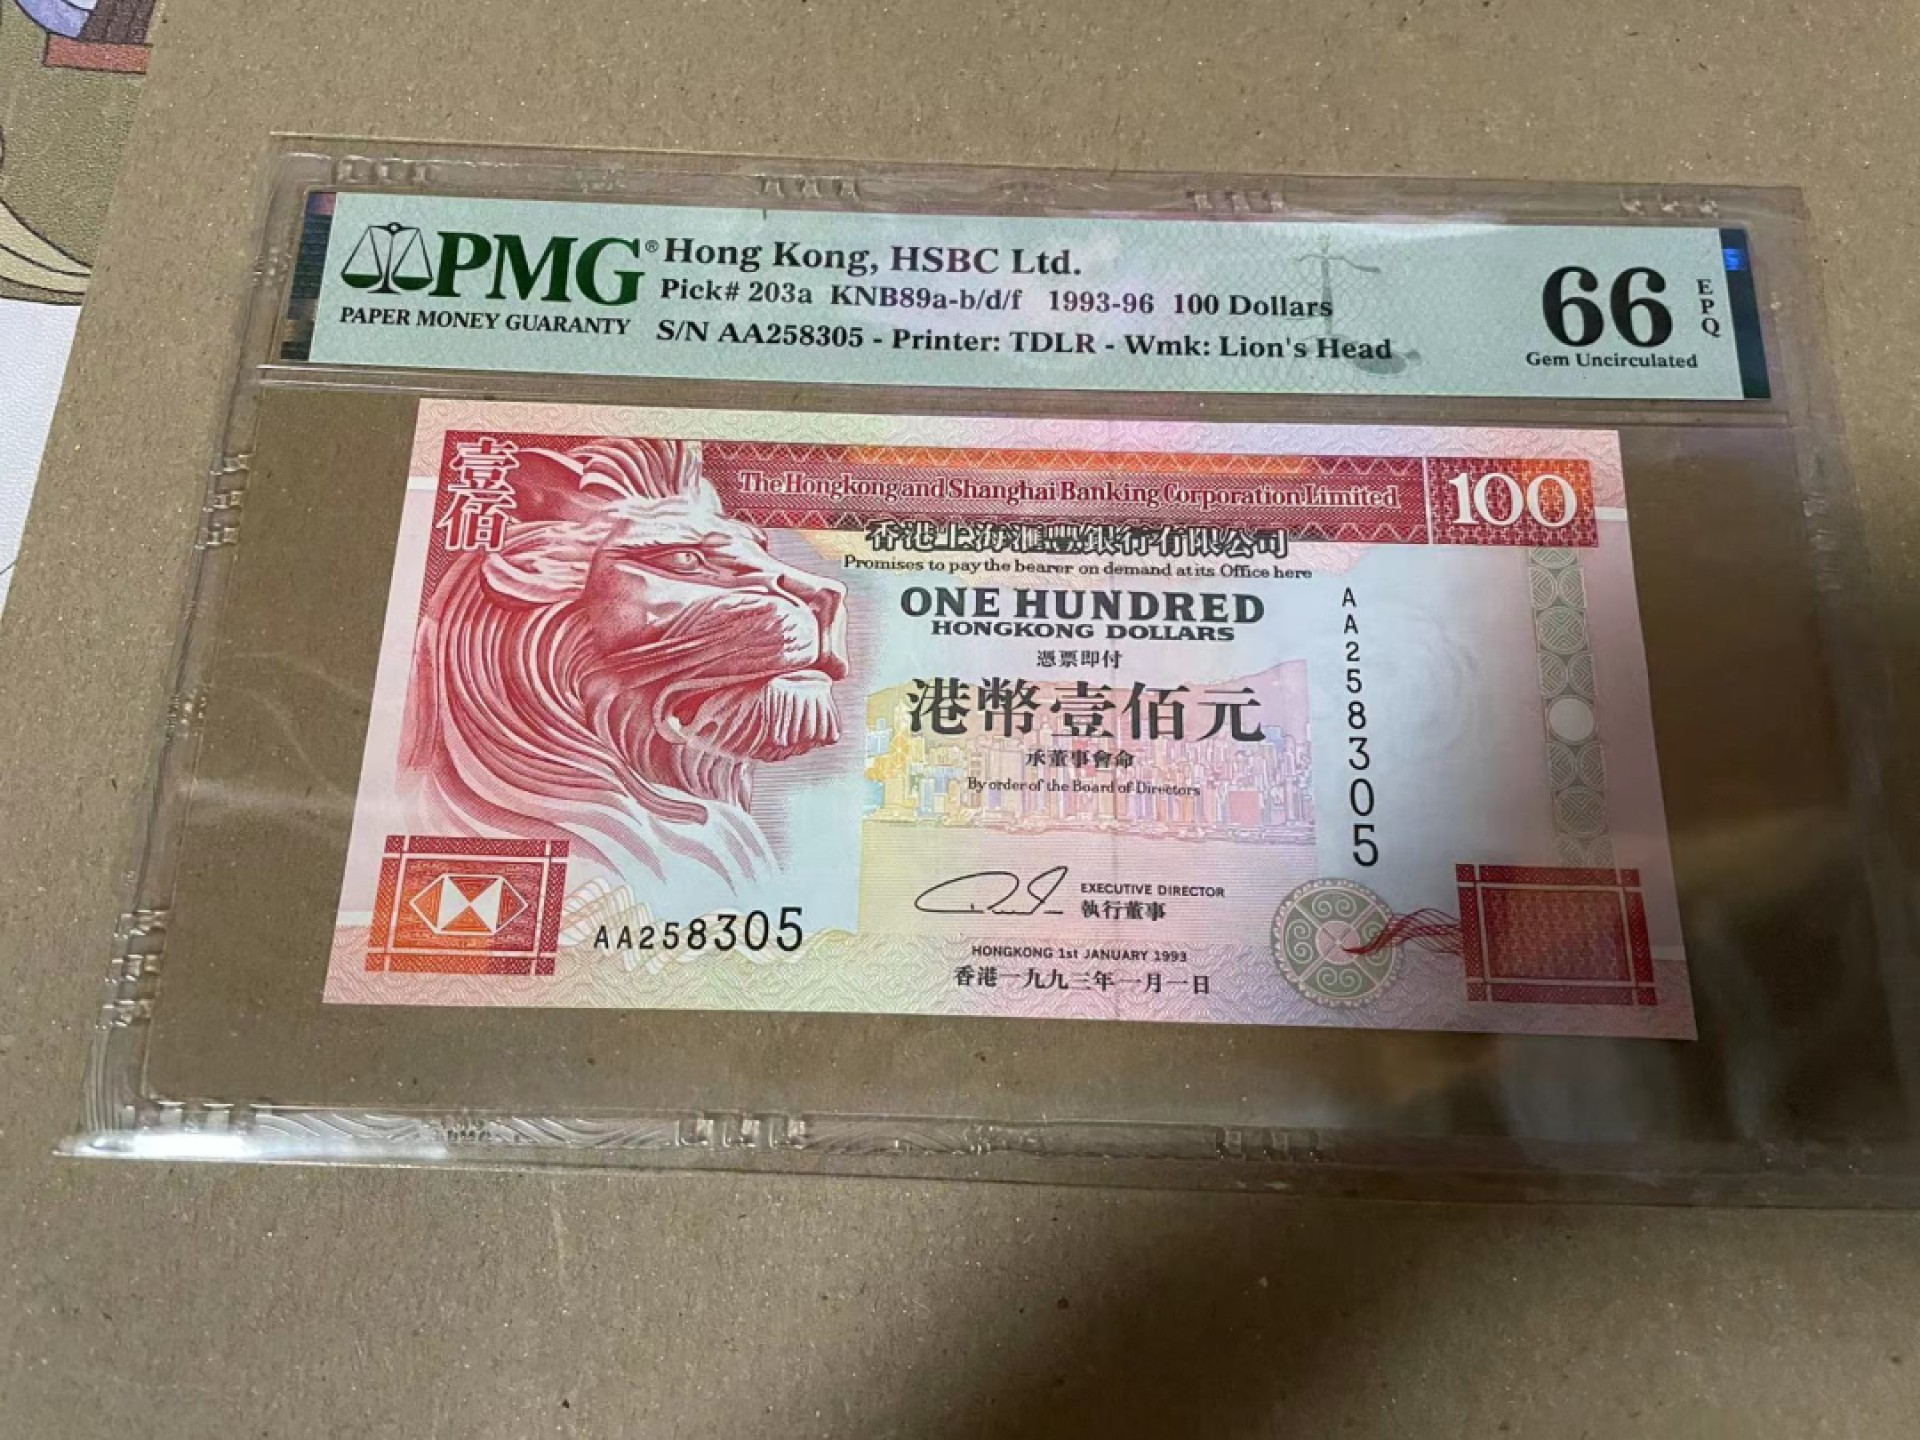 PMG®
PAPER MONEY GUARANTY
Hong Kong, HSBC Ltd.
Pick# 203a KNB89a-b/d/f 1993-96 100 Dollars
S/N AA258305 - Printer: TDLR - Wmk: Lion's Head
66
EPQ
Gem Uncirculated
壹佰
The Hongkong and Shanghai Banking Corporation Limited
100
香港上海滙豐銀行有限公司
Promises to pay the bearer on demand at its Office here
ONE HUNDRED
HONGKONG DOLLARS
憑票即付
港幣壹佰元
承董事會命
By order of the Board of Directors
AA258305
EXECUTIVE DIRECTOR
執行董事
AA258305
HONGKONG 1st JANUARY 1993
香港一九九三年一月一日
PMG